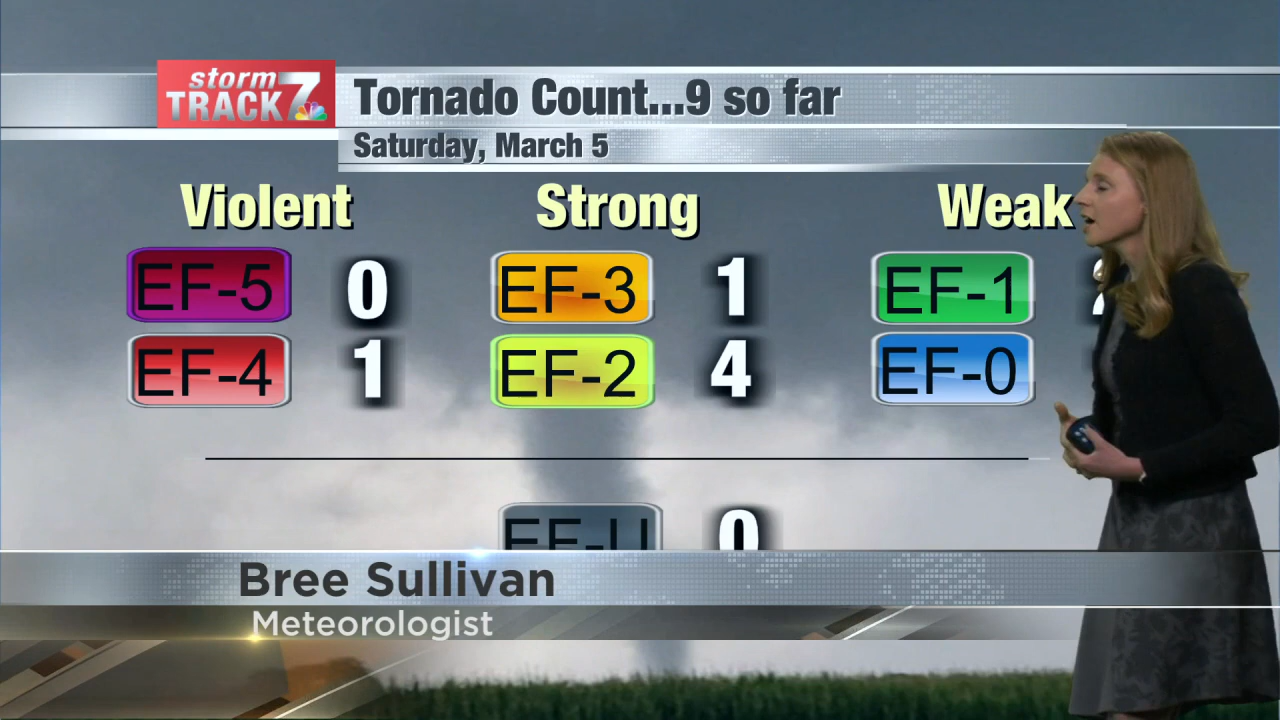 storm
TRACK 7
Tornado Count...9 so far
Saturday, March 5
Violent
Strong
Weak
EF-5 0
EF-3 1
EF-1
EF-4 1
EF-2 4
EF-0
EF-U 0
Bree Sullivan
Meteorologist